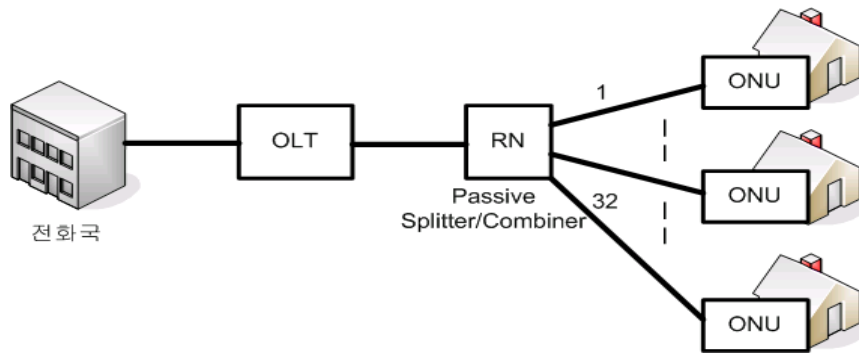 전화국
OLT
RN
Passive
Splitter/Combiner
1
32
ONU
ONU
ONU